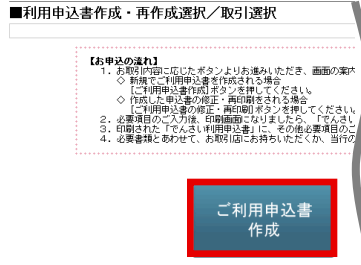 ■利用申込書作成・再作成選択／取引選択
【お申込の流れ】
1．お取引内容に応じたボタンよりお進みいただき、画面の案内
◇ 新規でご利用申込書を作成される場合
［ご利用申込書作成］ボタンを押してください。
◇ 作成した申込書の修正・再印刷をされる場合
［ご利用申込書の修正・再印刷］ボタンを押してください。
2．必要項目のご入力後、印刷画面になりましたら、「でんさい
3．印刷された「でんさい利用申込書」に、その他必要項目のご
4．必要書類とあわせて、お取引店にお持ちいただくか、当行の
ご利用申込書
作成